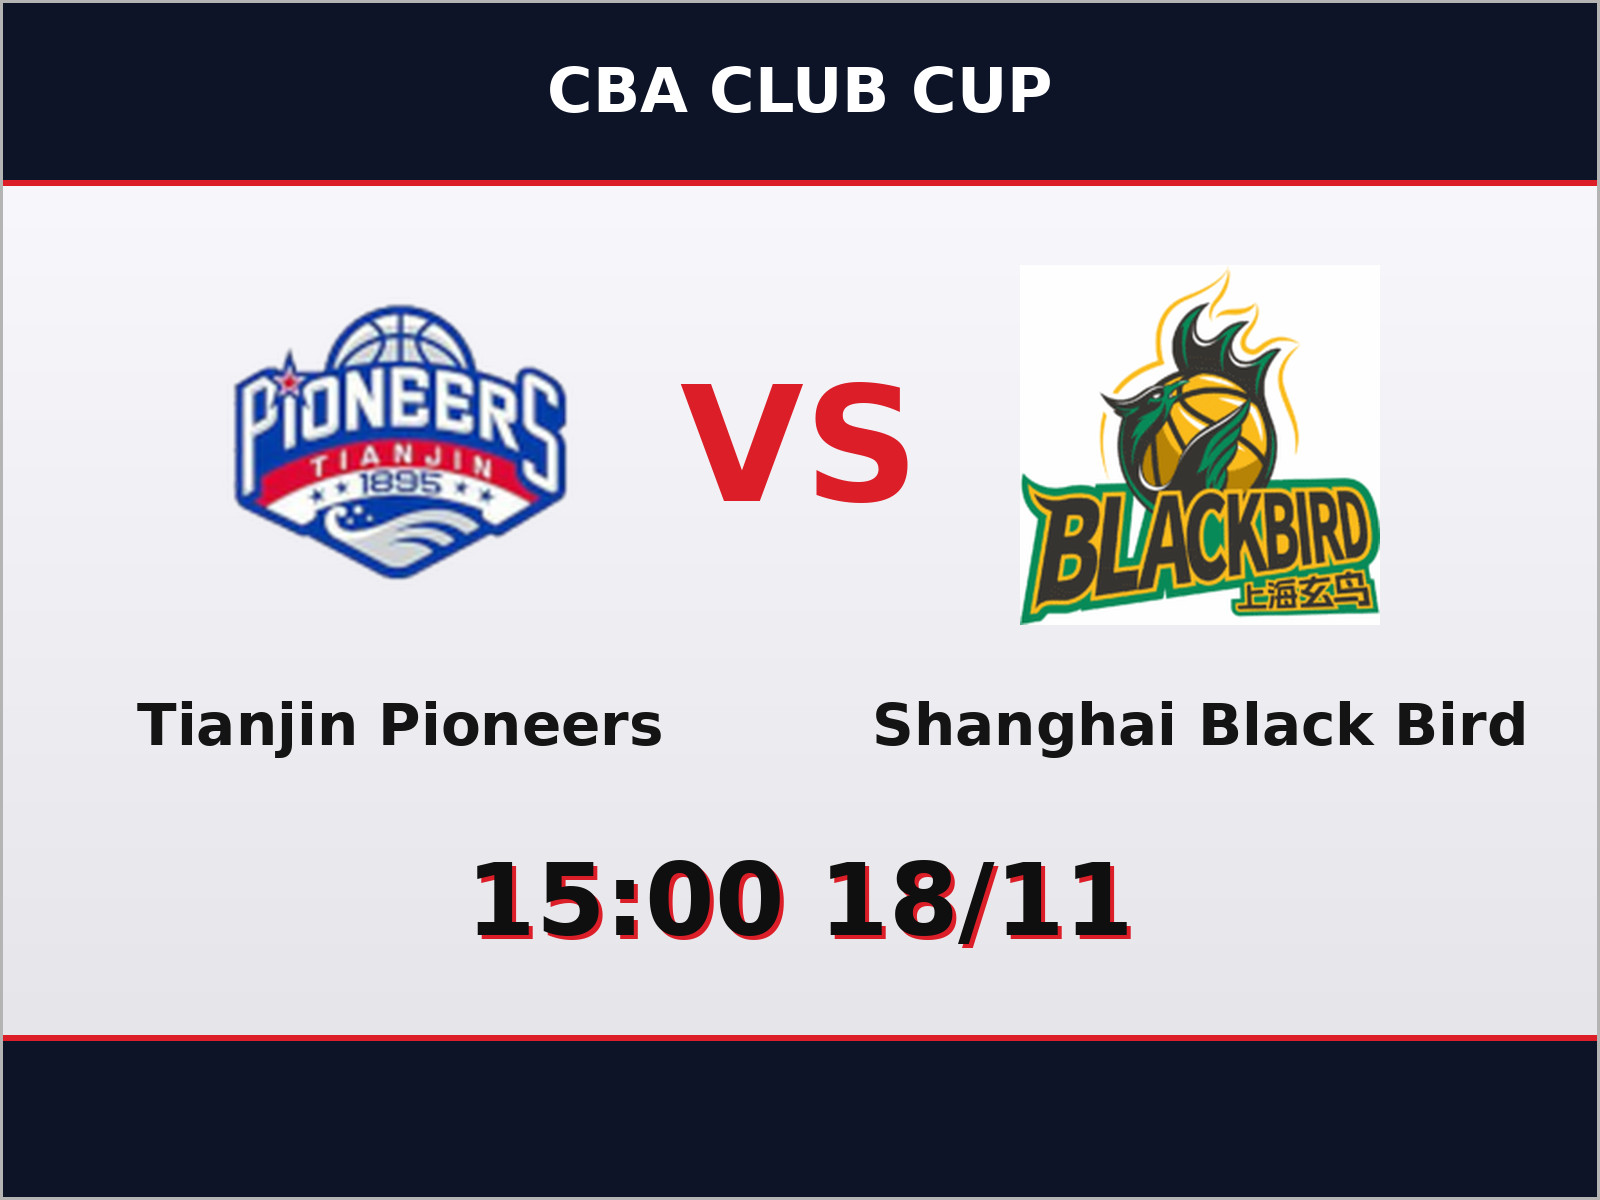 CBA CLUB CUP
PiONEERS
TIANJIN
1895
VS
BLACKBIRD
上海玄鸟
Tianjin Pioneers
Shanghai Black Bird
15:00 18/11